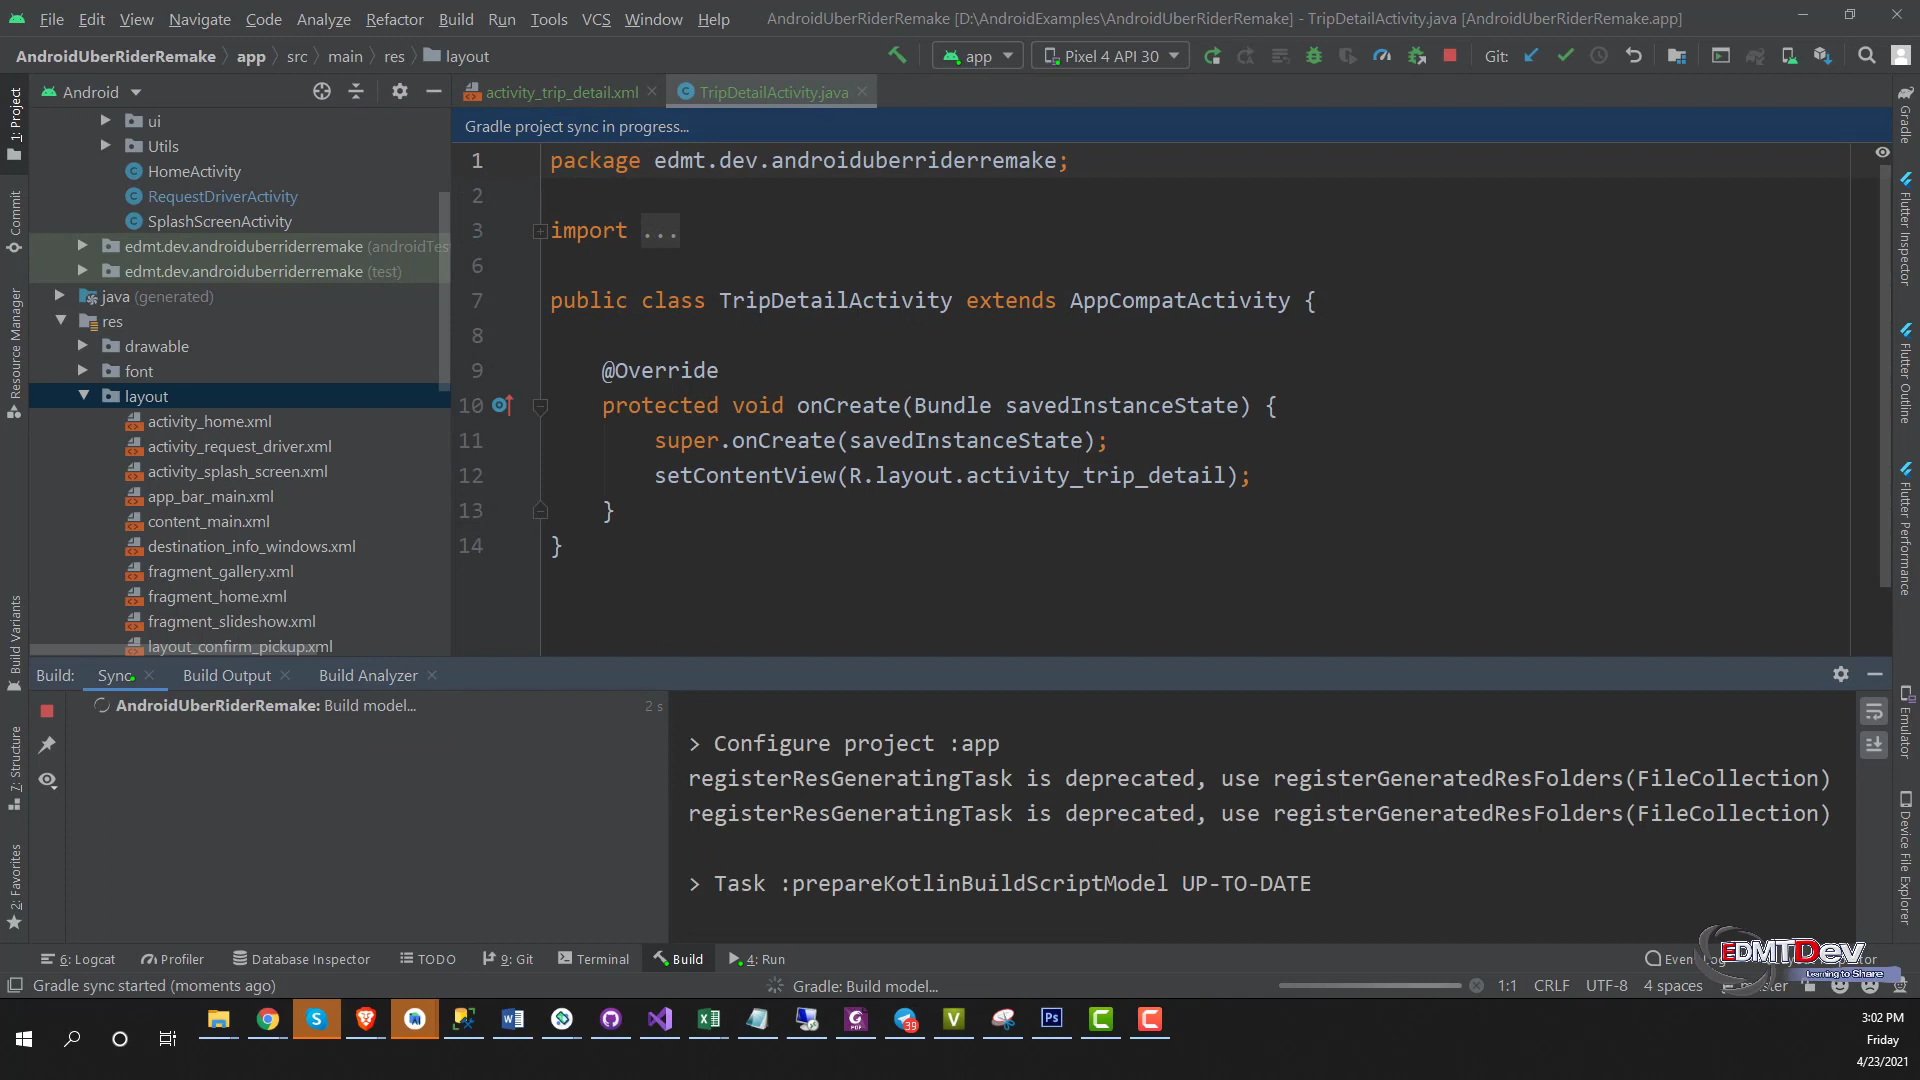 File Edit View Navigate Code Analyze Refactor Build Run Tools VCS Window Help AndroidUberRiderRemake [D:\AndroidExamples\AndroidUberRiderRemake] - TripDetailActivity.java [AndroidUberRiderRemake.app]
AndroidUberRiderRemake app src main res layout app Pixel 4 API 30 Git:
1: Project
Commit
Resource Manager
Build Variants
7: Structure
2: Favorites
Android
ui
Utils
HomeActivity
RequestDriverActivity
SplashScreenActivity
edmt.dev.androiduberriderremake (androidTes
edmt.dev.androiduberriderremake (test)
java (generated)
res
drawable
font
layout
activity_home.xml
activity_request_driver.xml
activity_splash_screen.xml
app_bar_main.xml
content_main.xml
destination_info_windows.xml
fragment_gallery.xml
fragment_home.xml
fragment_slideshow.xml
layout_confirm_pickup.xml
activity_trip_detail.xml TripDetailActivity.java
Gradle project sync in progress...
1 package edmt.dev.androiduberriderremake;
2
3 import ...
6
7 public class TripDetailActivity extends AppCompatActivity {
8
9 @Override
10 protected void onCreate(Bundle savedInstanceState) {
11 super.onCreate(savedInstanceState);
12 setContentView(R.layout.activity_trip_detail);
13 }
14 }
Gradle
Flutter Inspector
Flutter Outline
Flutter Performance
Emulator
Device File Explorer
Build: Sync Build Output Build Analyzer
AndroidUberRiderRemake: Build model... 2 s
> Configure project :app
registerResGeneratingTask is deprecated, use registerGeneratedResFolders(FileCollection)
registerResGeneratingTask is deprecated, use registerGeneratedResFolders(FileCollection)
> Task :prepareKotlinBuildScriptModel UP-TO-DATE
6: Logcat Profiler Database Inspector TODO 9: Git Terminal Build 4: Run
EDMTDev
Learning to Share
Gradle sync started (moments ago) Gradle: Build model... 1:1 CRLF UTF-8 4 spaces master
39
3:02 PM
Friday
4/23/2021